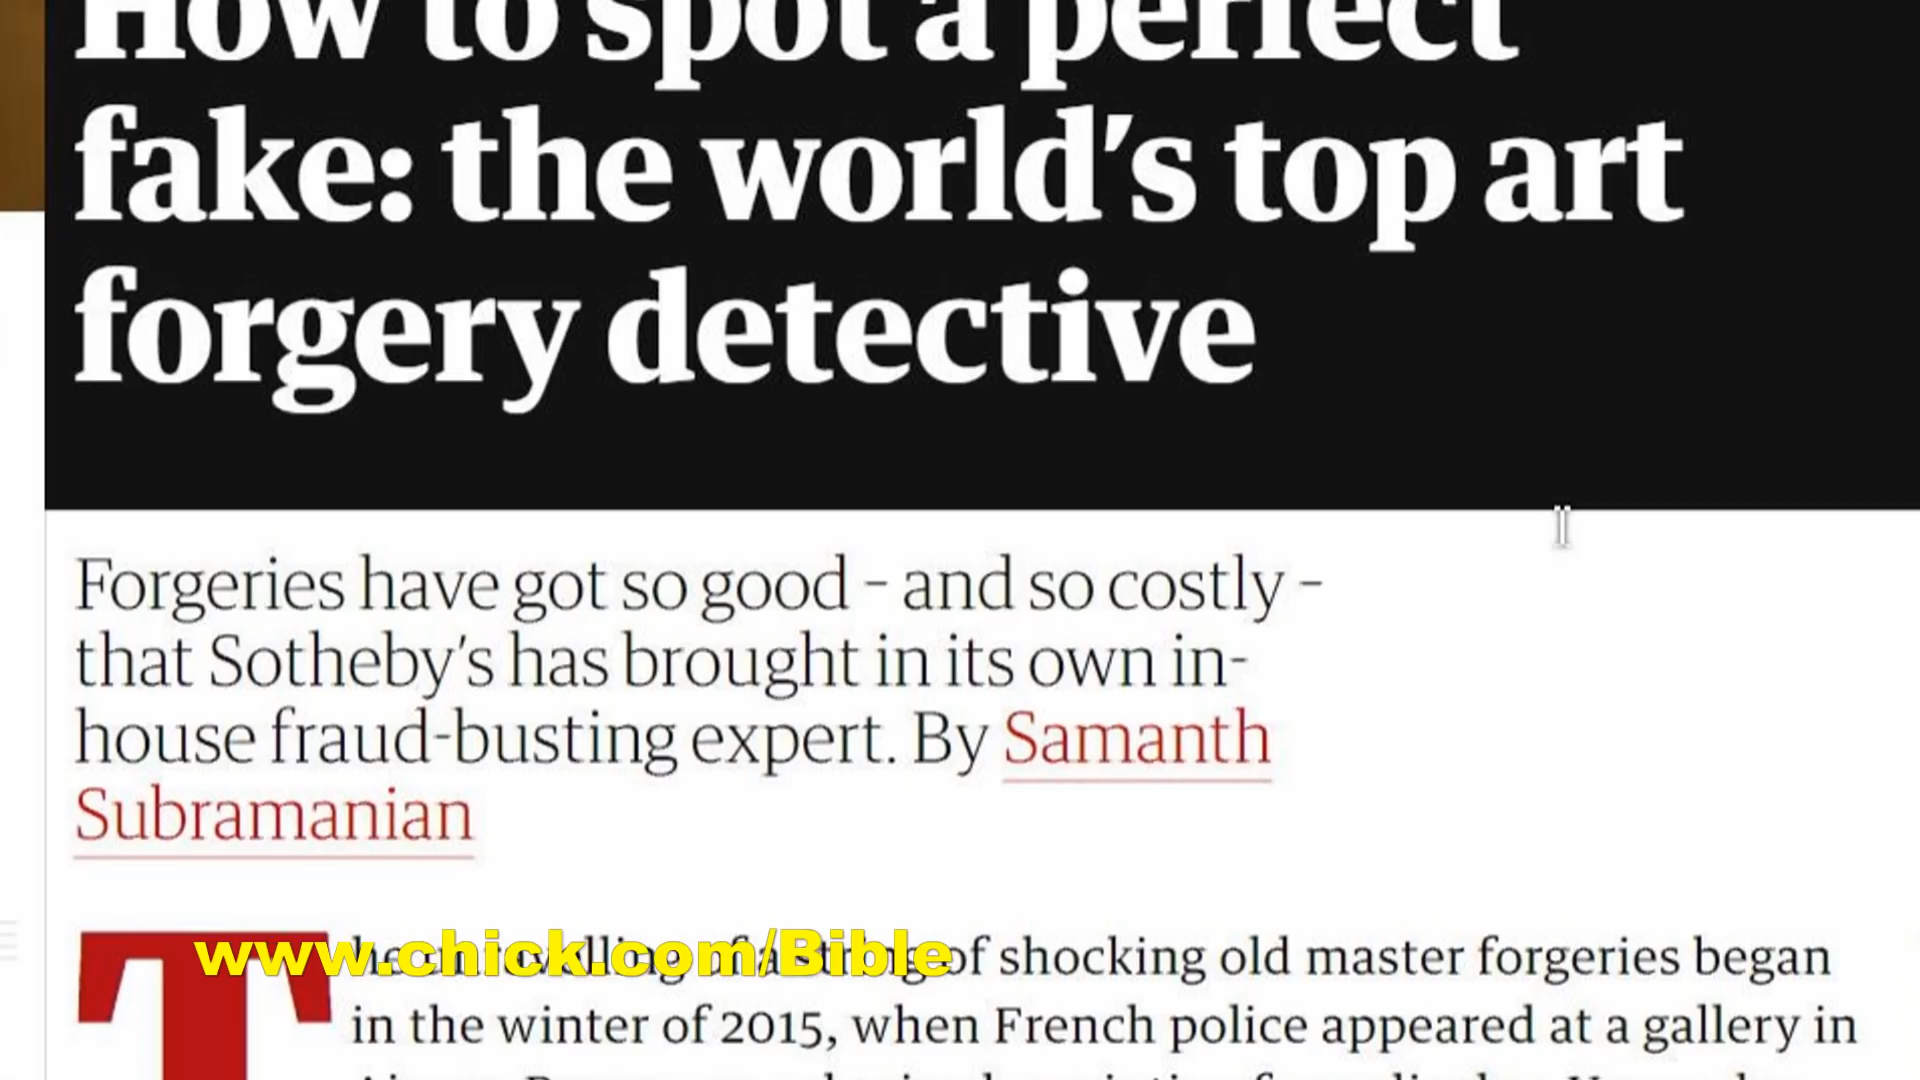 How to spot a perfect
fake: the world's top art
forgery detective
Forgeries have got so good – and so costly –
that Sotheby's has brought in its own in-
house fraud-busting expert. By Samanth
Subramanian
www.chick.com/Bible
of shocking old master forgeries began
in the winter of 2015, when French police appeared at a gallery in